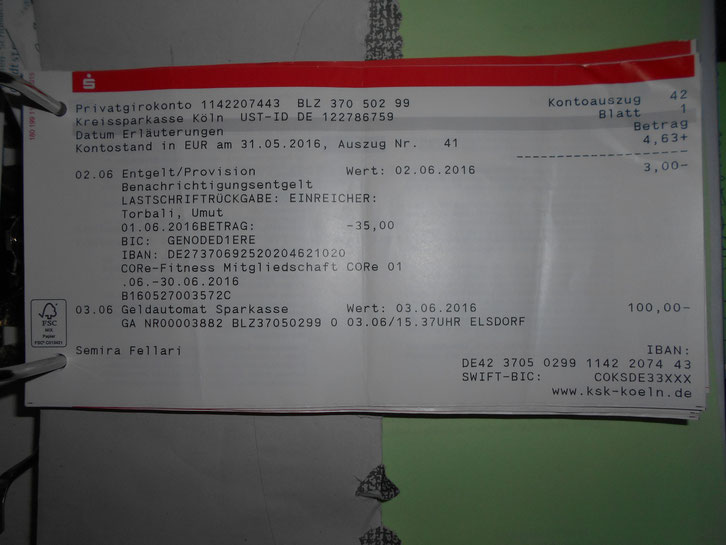 Privatgirokonto 1142207443 BLZ 370 502 99 Kontoauszug 42
Kreissparkasse Köln UST-ID DE 122786759 Blatt 1
Datum Erläuterungen Betrag
Kontostand in EUR am 31.05.2016, Auszug Nr. 41 4,63+
02.06 Entgelt/Provision Wert: 02.06.2016 3,00-
Benachrichtigungsentgelt
LASTSCHRIFTRÜCKGABE: EINREICHER:
Torbali, Umut
01.06.2016BETRAG: -35,00
BIC: GENODED1ERE
IBAN: DE27370692520204621020
CORe-Fitness Mitgliedschaft CORe 01
.06.-30.06.2016
B160527003572C
03.06 Geldautomat Sparkasse Wert: 03.06.2016 100,00-
GA NR00003882 BLZ37050299 0 03.06/15.37UHR ELSDORF
Semira Fellari IBAN:
DE42 3705 0299 1142 2074 43
SWIFT-BIC: COKSDE33XXX
www.ksk-koeln.de
FSC